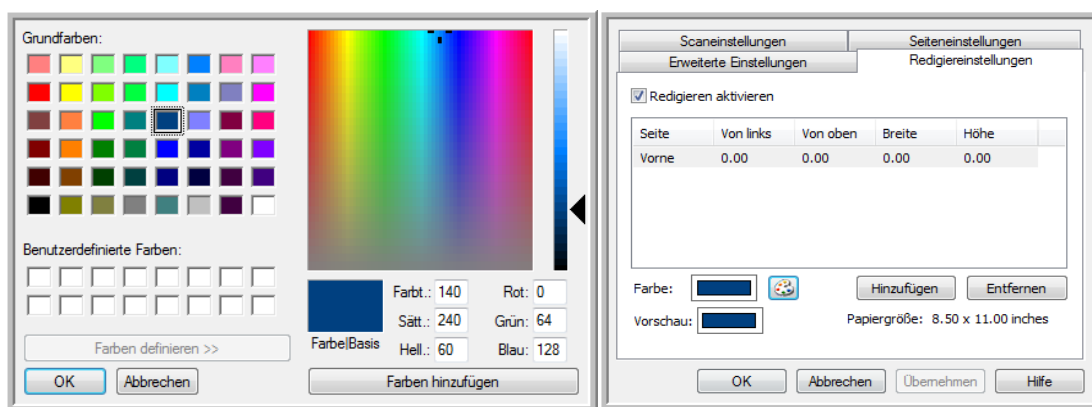 Grundfarben:
Benutzerdefinierte Farben:
Farben definieren >>
OK Abbrechen
Farbe|Basis
Farbt.: 140 Rot: 0
Sätt.: 240 Grün: 64
Hell.: 60 Blau: 128
Farben hinzufügen
Scaneinstellungen Seiteneinstellungen
Erweiterte Einstellungen Redigiereinstellungen
Redigieren aktivieren
Seite Von links Von oben Breite Höhe
Vorne 0.00 0.00 0.00 0.00
Farbe: Hinzufügen Entfernen
Vorschau: Papiergröße: 8.50 x 11.00 inches
OK Abbrechen Übernehmen Hilfe